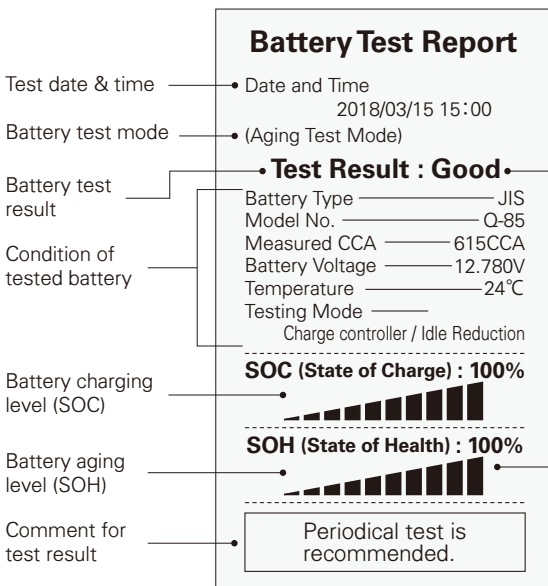 Battery Test Report
Test date & time
Date and Time
2018/03/15 15:00
Battery test mode
(Aging Test Mode)
Test Result : Good
Battery test
result
Battery Type JIS
Model No. Q-85
Condition of
tested battery
Measured CCA 615CCA
Battery Voltage 12.780V
Temperature 24℃
Testing Mode
Charge controller / Idle Reduction
SOC (State of Charge) : 100%
Battery charging
level (SOC)
SOH (State of Health) : 100%
Battery aging
level (SOH)
Comment for
test result
Periodical test is
recommended.